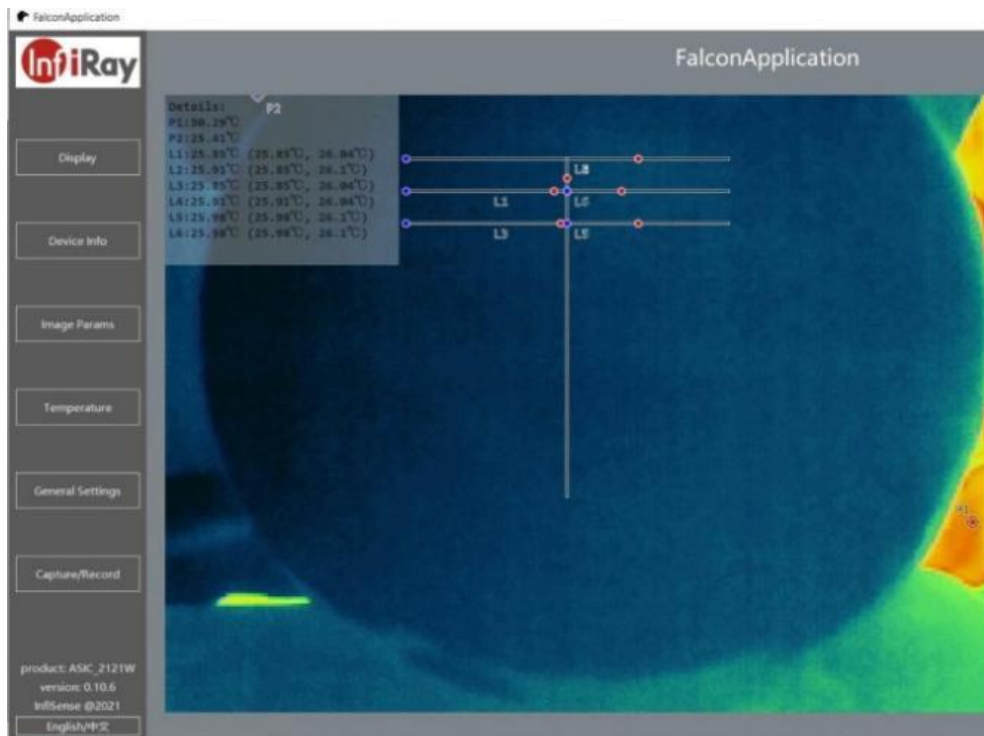 FalconApplication
InfiRay
FalconApplication
Details:
P1:30.29℃
P2:25.41℃
L1:25.85℃ (25.85℃, 26.04℃)
L2:25.91℃ (25.85℃, 26.1℃)
L3:25.85℃ (25.85℃, 26.04℃)
L4:25.91℃ (25.91℃, 26.04℃)
L5:25.98℃ (25.98℃, 26.1℃)
L6:25.98℃ (25.98℃, 26.1℃)
P2
L1
L3
L5
Display
Device Info
Image Params
Temperature
General Settings
Capture/Record
product: ASIC_2121W
version: 0.10.6
InfiSense @2021
English/中文